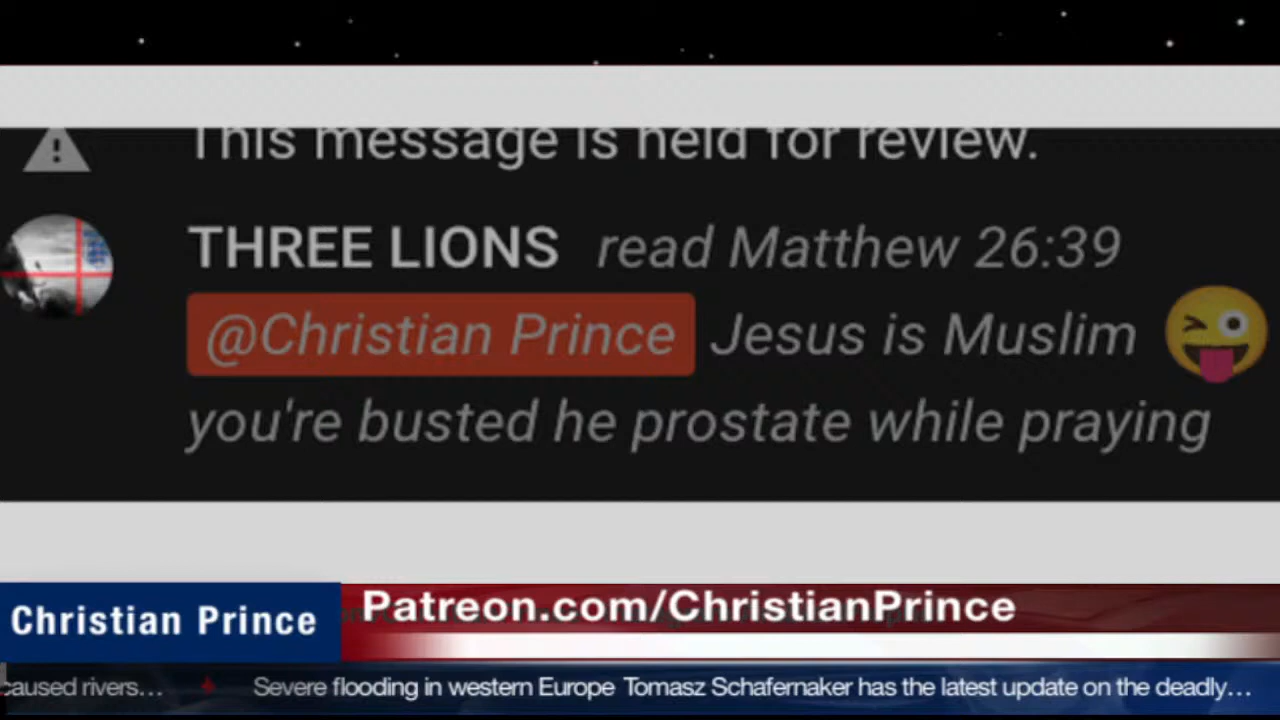 This message is held for review.
THREE LIONS read Matthew 26:39
@Christian Prince Jesus is Muslim 😜
you're busted he prostate while praying
Christian Prince
Patreon.com/ChristianPrince
caused rivers... Severe flooding in western Europe Tomasz Schafernaker has the latest update on the deadly...